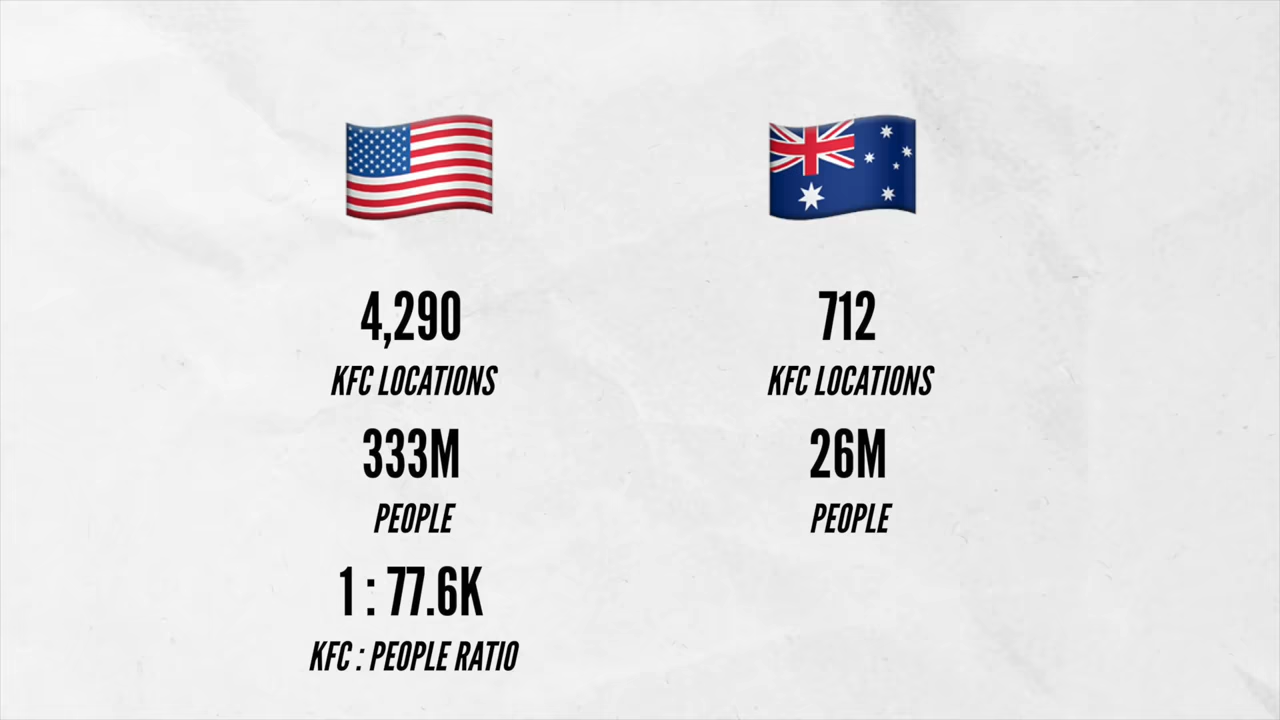 4,290
KFC LOCATIONS
333M
PEOPLE
1 : 77.6K
KFC : PEOPLE RATIO
712
KFC LOCATIONS
26M
PEOPLE